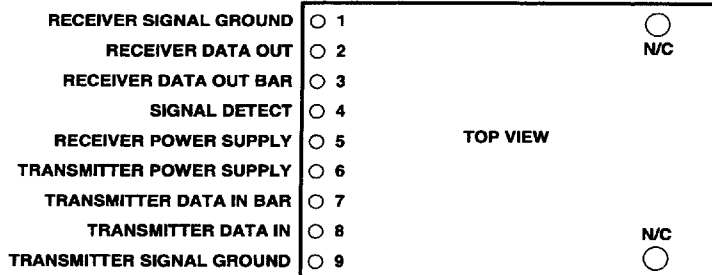 RECEIVER SIGNAL GROUND 1
RECEIVER DATA OUT 2 N/C
RECEIVER DATA OUT BAR 3
SIGNAL DETECT 4
RECEIVER POWER SUPPLY 5 TOP VIEW
TRANSMITTER POWER SUPPLY 6
TRANSMITTER DATA IN BAR 7
TRANSMITTER DATA IN 8 N/C
TRANSMITTER SIGNAL GROUND 9